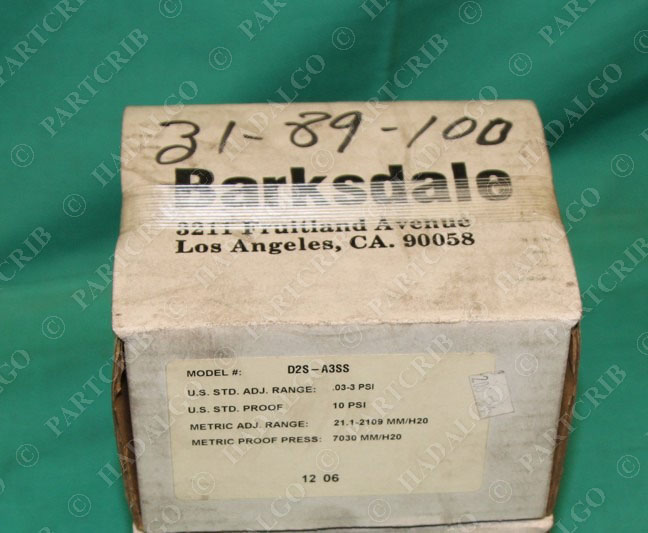 31-89-100
Barksdale
3211 Fruitland Avenue
Los Angeles, CA. 90058
MODEL #: D2S-A3SS
U.S. STD. ADJ. RANGE: .03-3 PSI
U.S. STD. PROOF 10 PSI
METRIC ADJ. RANGE: 21.1-2109 MM/H20
METRIC PROOF PRESS: 7030 MM/H20
12 06
© PARTCRIB © HADALGO